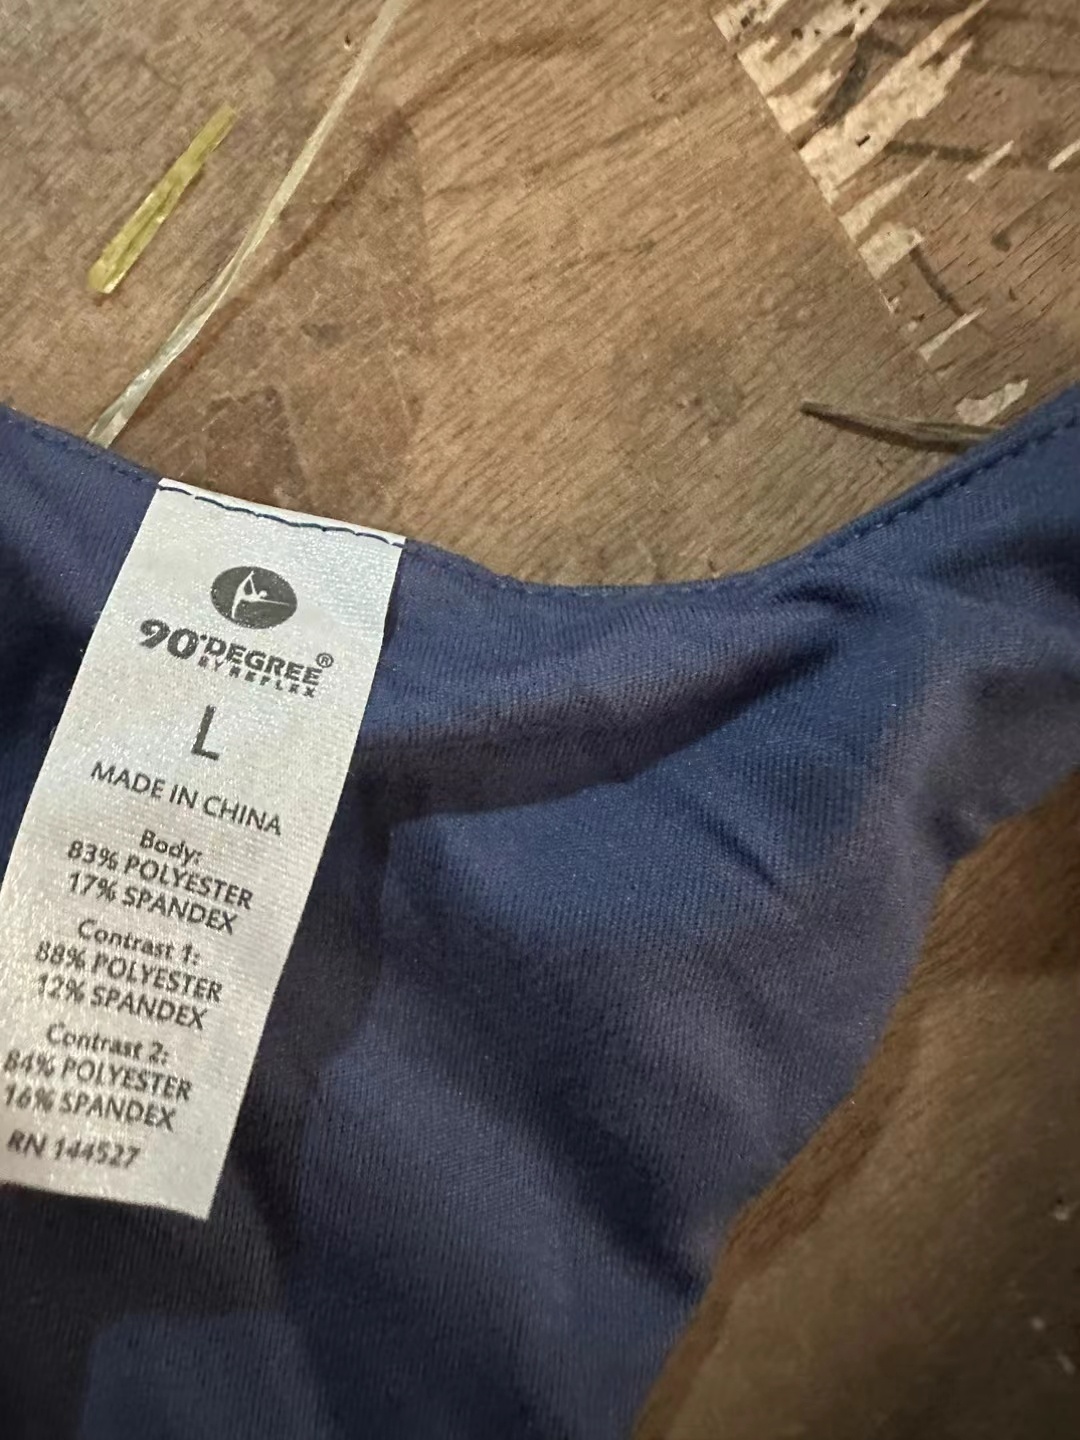 90°DEGREE®
BY REFLEX
L
MADE IN CHINA
Body:
83% POLYESTER
17% SPANDEX
Contrast 1:
88% POLYESTER
12% SPANDEX
Contrast 2:
84% POLYESTER
16% SPANDEX
RN 144527